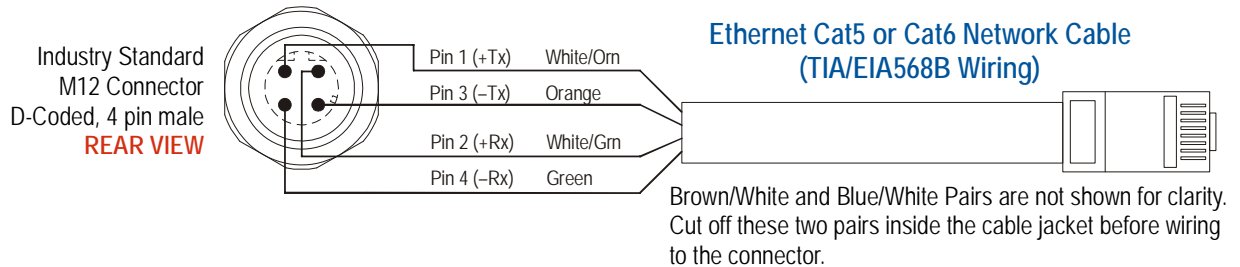 Industry Standard
M12 Connector
D-Coded, 4 pin male
REAR VIEW
Pin 1 (+Tx) White/Orn
Pin 3 (–Tx) Orange
Pin 2 (+Rx) White/Grn
Pin 4 (–Rx) Green
Ethernet Cat5 or Cat6 Network Cable
(TIA/EIA568B Wiring)
Brown/White and Blue/White Pairs are not shown for clarity.
Cut off these two pairs inside the cable jacket before wiring
to the connector.